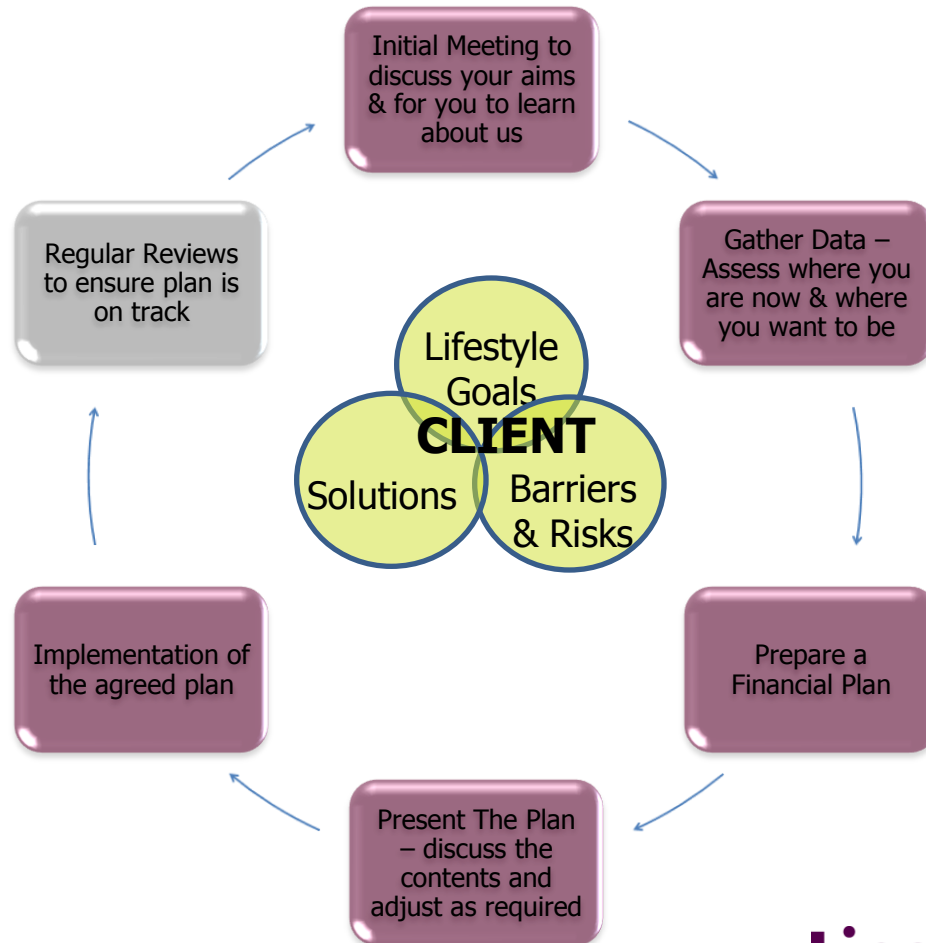 Initial Meeting to
discuss your aims
& for you to learn
about us
Gather Data –
Assess where you
are now & where
you want to be
Prepare a
Financial Plan
Present The Plan
– discuss the
contents and
adjust as required
Implementation of
the agreed plan
Regular Reviews
to ensure plan is
on track
Lifestyle
Goals
CLIENT
Solutions
Barriers
& Risks